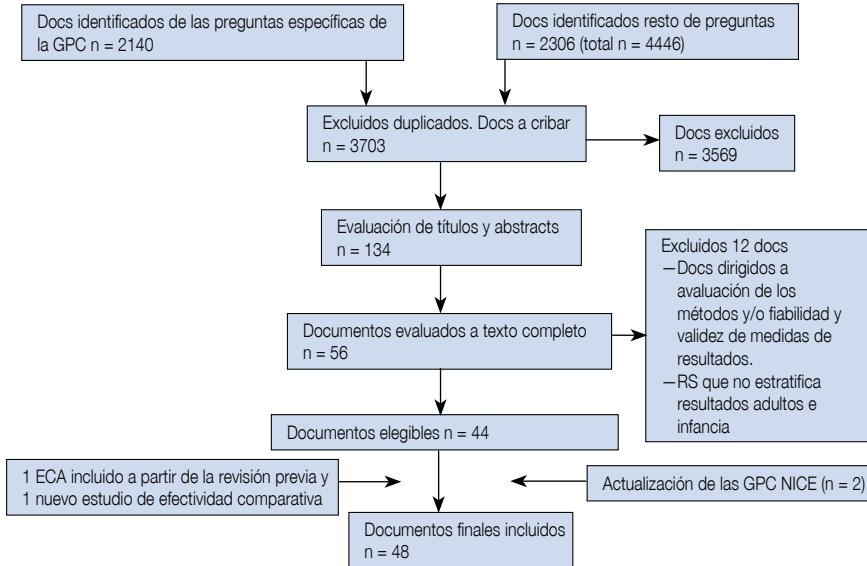 Docs identificados de las preguntas específicas de
la GPC n = 2140
Docs identificados resto de preguntas
n = 2306 (total n = 4446)
Excluidos duplicados. Docs a cribar
n = 3703
Docs excluidos
n = 3569
Evaluación de títulos y abstracts
n = 134
Excluidos 12 docs
—Docs dirigidos a
avaluación de los
métodos y/o fiabilidad y
validez de medidas de
resultados.
—RS que no estratifica
resultados adultos e
infancia
Documentos evaluados a texto completo
n = 56
Documentos elegibles n = 44
1 ECA incluido a partir de la revisión previa y
1 nuevo estudio de efectividad comparativa
Actualización de las GPC NICE (n = 2)
Documentos finales incluidos
n = 48